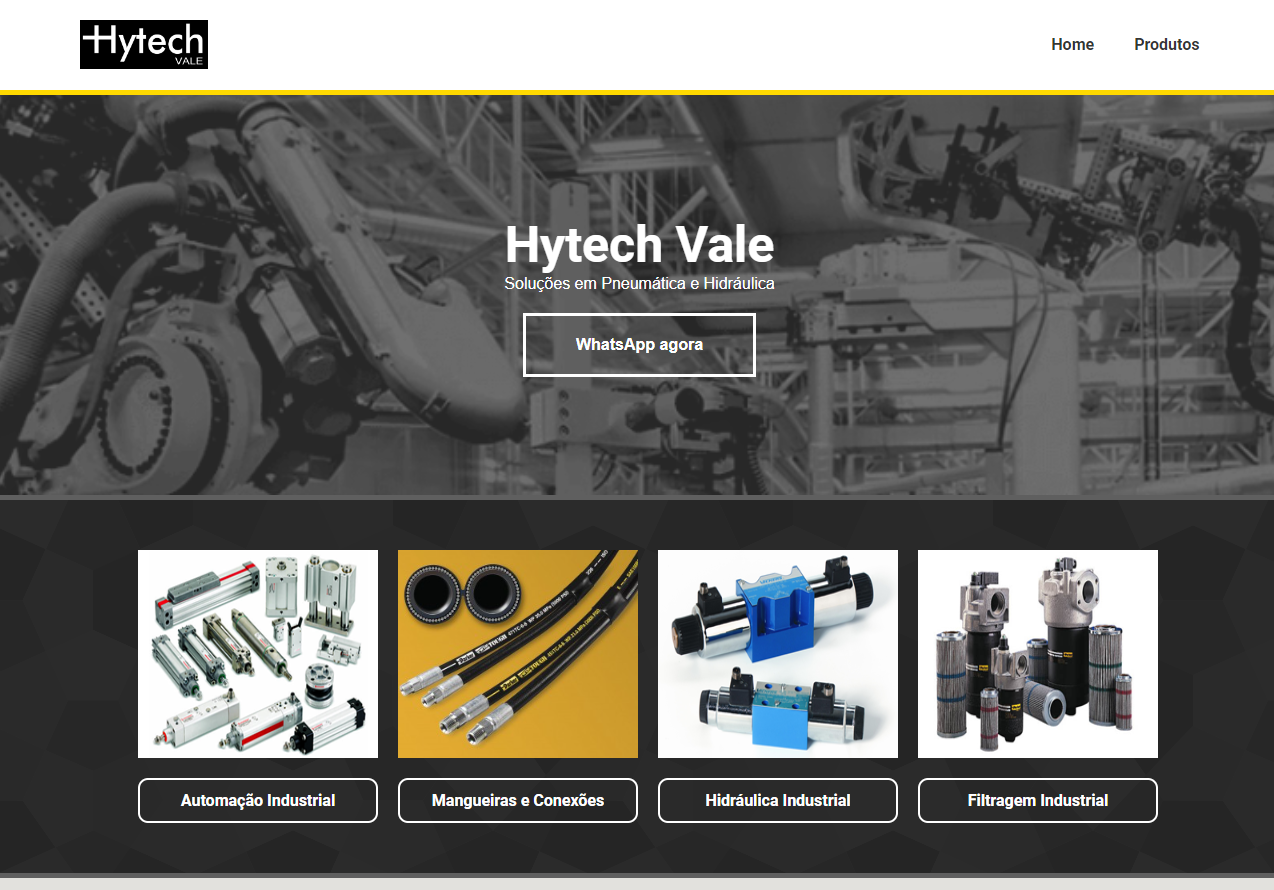 Hytech
VALE
Home
Produtos
Hytech Vale
Soluções em Pneumática e Hidráulica
WhatsApp agora
Automação Industrial
Mangueiras e Conexões
Hidráulica Industrial
Filtragem Industrial